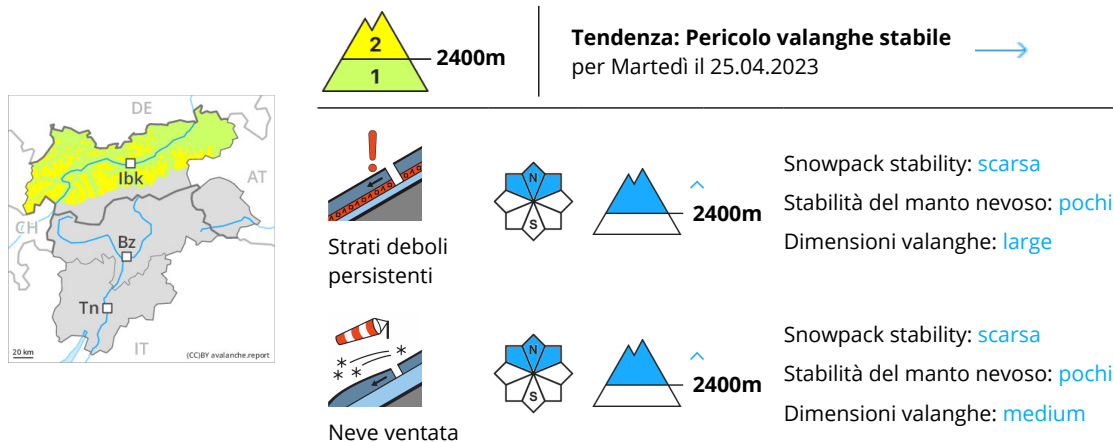 2
1
2400m
Tendenza: Pericolo valanghe stabile
per Martedì il 25.04.2023
DE
AT
Ibk
CH
Bz
Tn
IT
20 km
(CC)BY avalanche.report
Strati deboli
persistenti
N
S
2400m
Snowpack stability: scarsa
Stabilità del manto nevoso: pochi
Dimensioni valanghe: large
Neve ventata
N
S
2400m
Snowpack stability: scarsa
Stabilità del manto nevoso: pochi
Dimensioni valanghe: medium